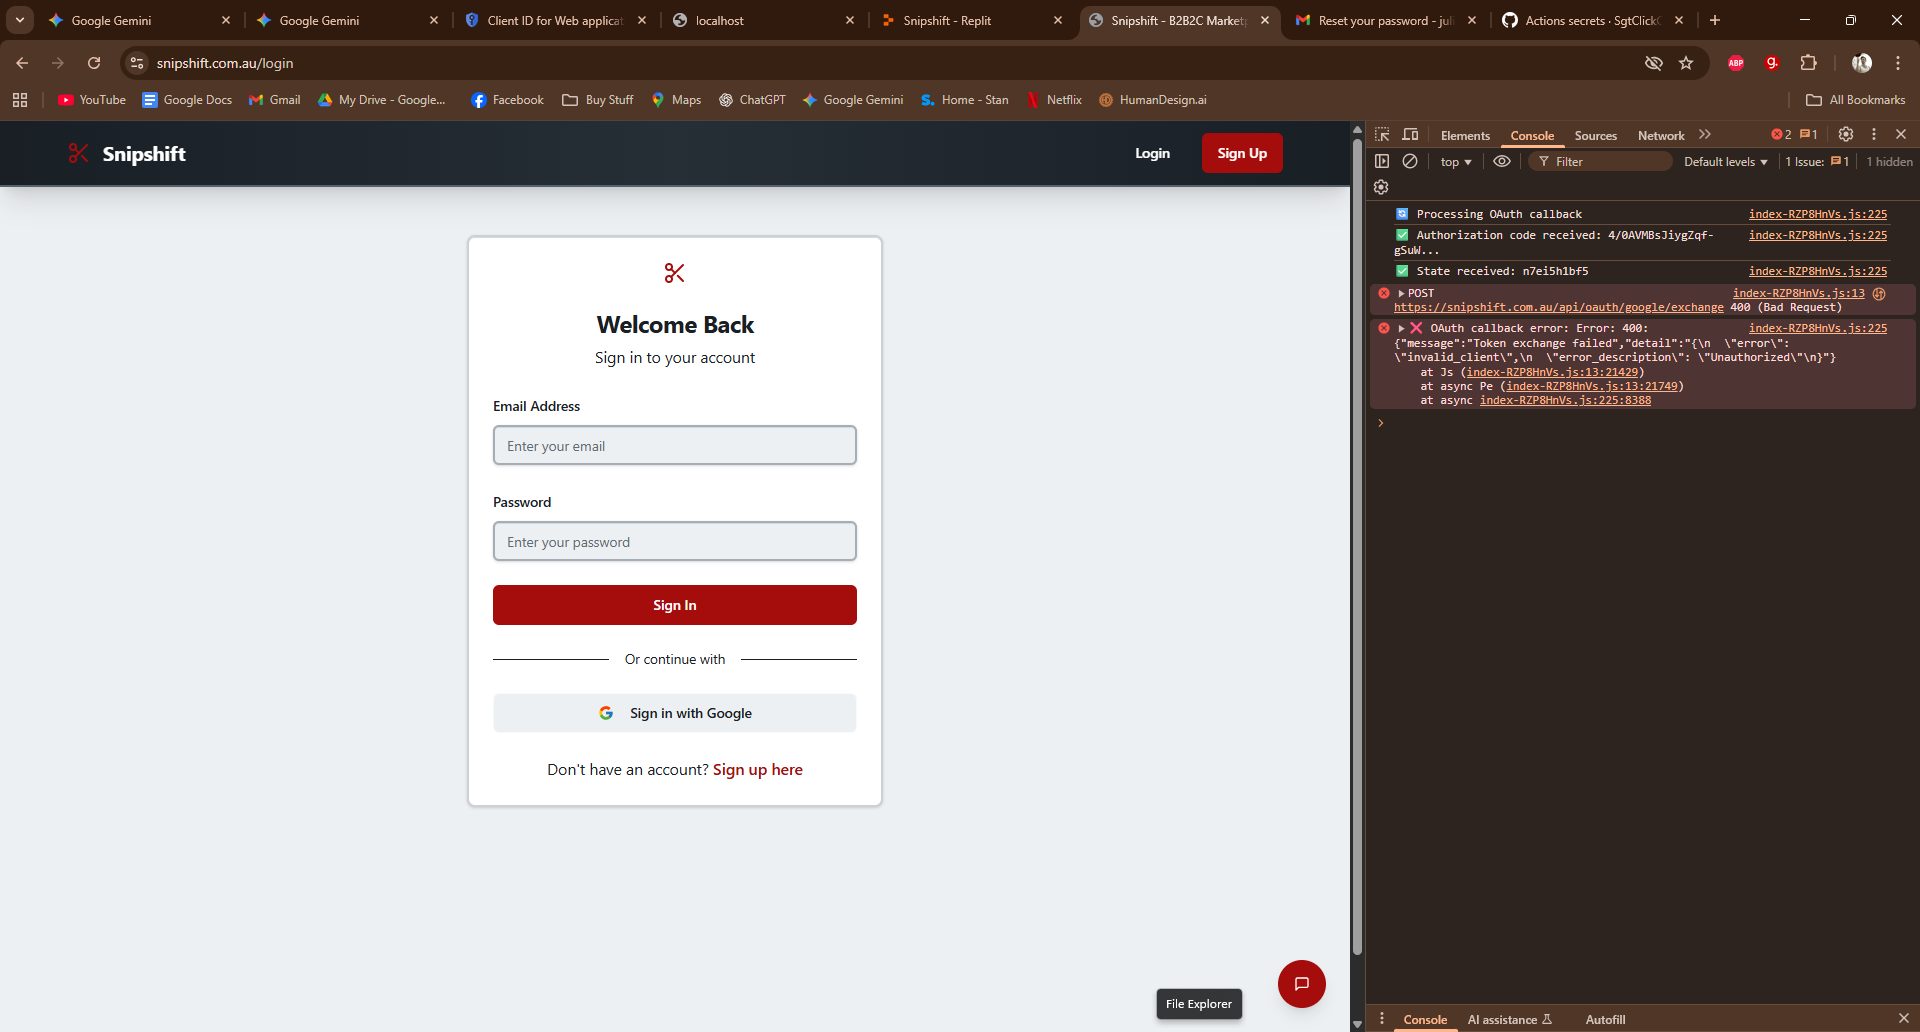 Google Gemini
Google Gemini
Client ID for Web applicat
localhost
Snipshift - Replit
Snipshift - B2B2C Market
Reset your password - juli
Actions secrets · SgtClickC
snipshift.com.au/login
ABP
g.
YouTube
Google Docs
Gmail
My Drive - Google...
Facebook
Buy Stuff
Maps
ChatGPT
Google Gemini
S.
Home - Stan
Netflix
HumanDesign.ai
All Bookmarks
Snipshift
Login
Sign Up
Welcome Back
Sign in to your account
Email Address
Enter your email
Password
Enter your password
Sign In
Or continue with
Sign in with Google
Don't have an account? Sign up here
File Explorer
Elements
Console
Sources
Network
2
1
top
Filter
Default levels
1 Issue: 1
1 hidden
Processing OAuth callback index-RZP8HnVs.js:225
Authorization code received: 4/0AVMBsJiygZqf- index-RZP8HnVs.js:225
gSuW...
State received: n7ei5h1bf5 index-RZP8HnVs.js:225
POST index-RZP8HnVs.js:13
https://snipshift.com.au/api/oauth/google/exchange 400 (Bad Request)
❌ OAuth callback error: Error: 400: index-RZP8HnVs.js:225
{"message":"Token exchange failed","detail":"{\n  \"error\":
\"invalid_client\",\n  \"error_description\": \"Unauthorized\"\n}"}
at Js (index-RZP8HnVs.js:13:21429)
at async Pe (index-RZP8HnVs.js:13:21749)
at async index-RZP8HnVs.js:225:8388
Console
AI assistance
Autofill